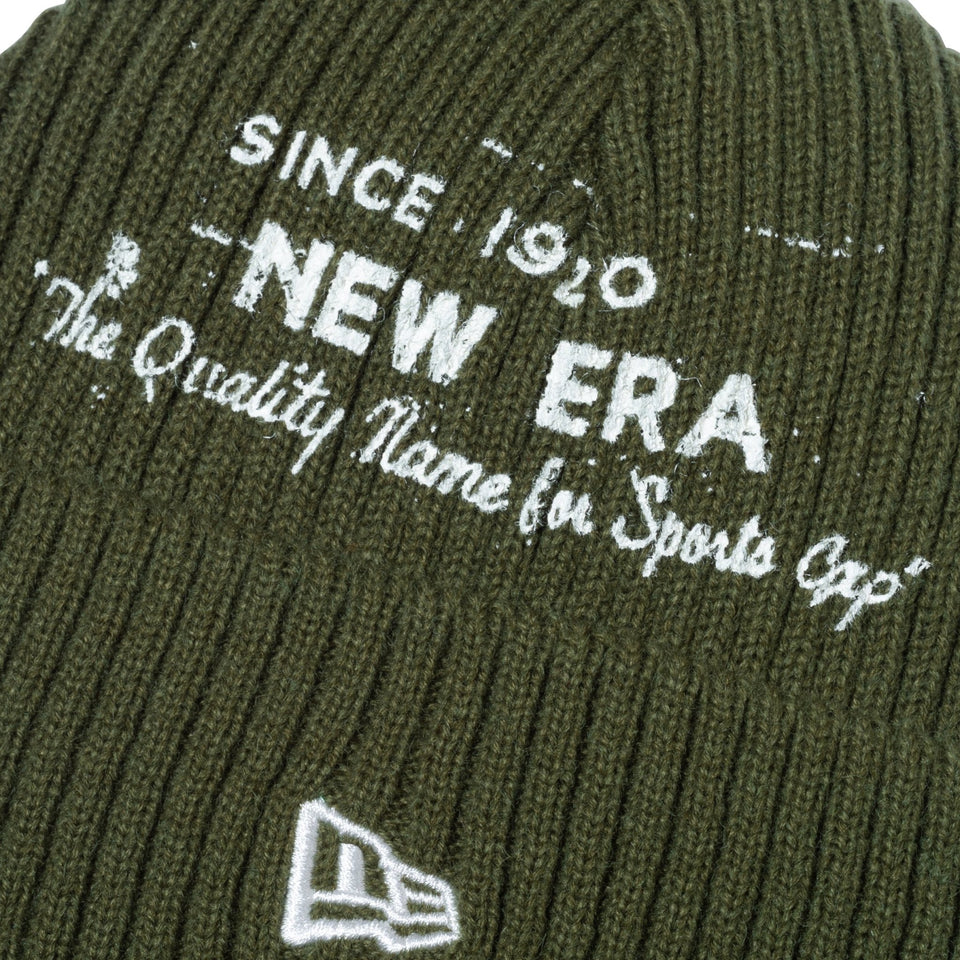 SINCE 1920
NEW ERA
"The Quality Name for Sports Cap"